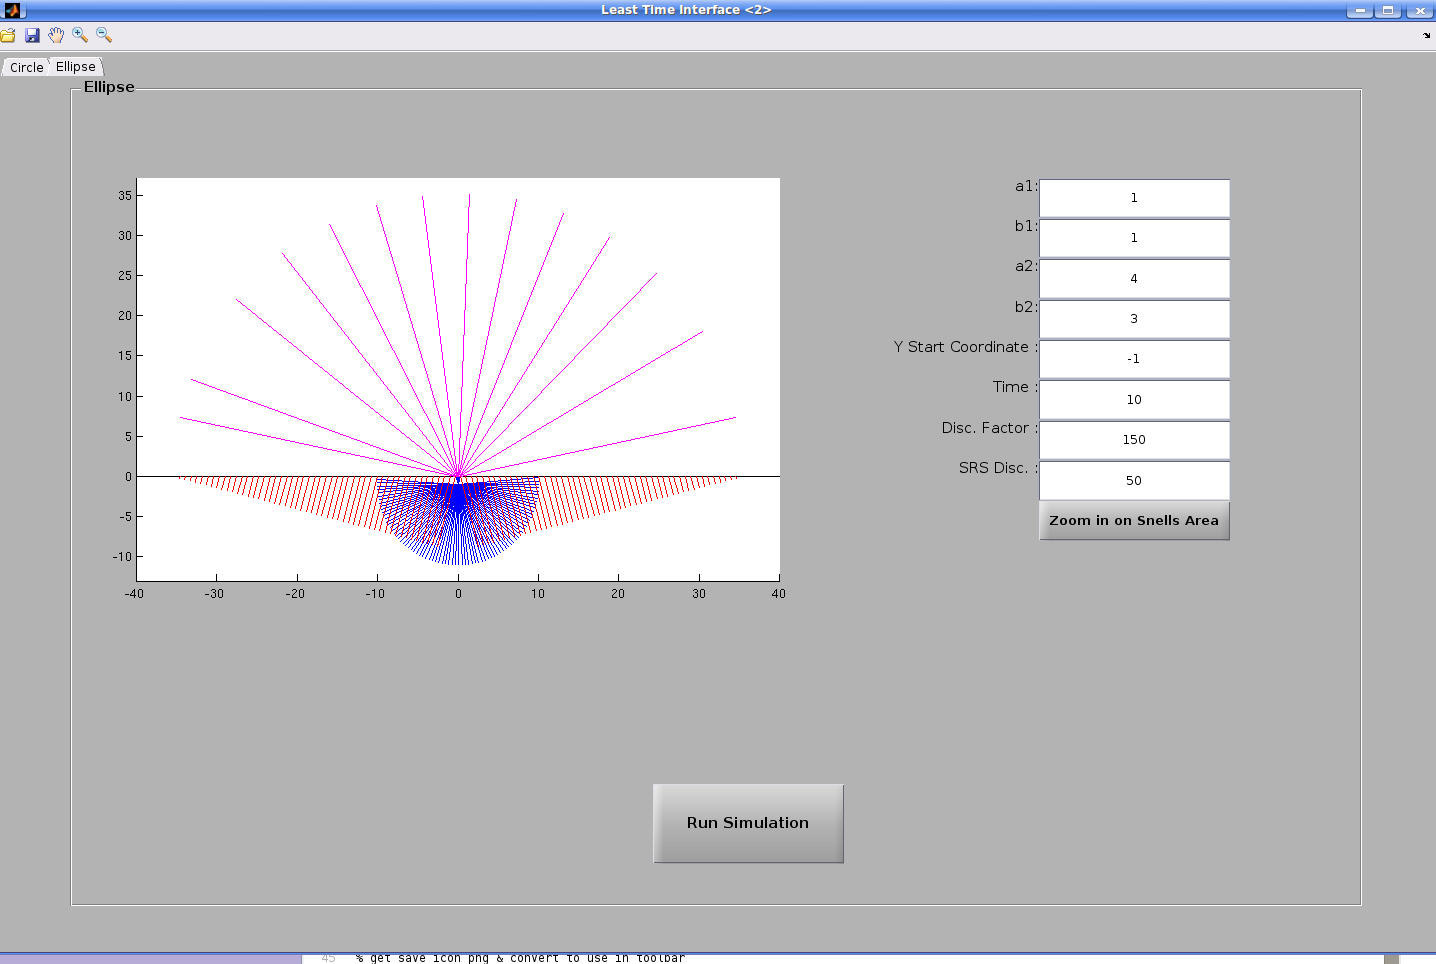 Least Time Interface <2>
Circle
Ellipse
Ellipse
35
30
25
20
15
10
5
0
-5
-10
-40
-30
-20
-10
0
10
20
30
40
a1:
1
b1:
1
a2:
4
b2:
3
Y Start Coordinate :
-1
Time :
10
Disc. Factor :
150
SRS Disc. :
50
Zoom in on Snells Area
Run Simulation
45 % get save icon png & convert to use in toolbar